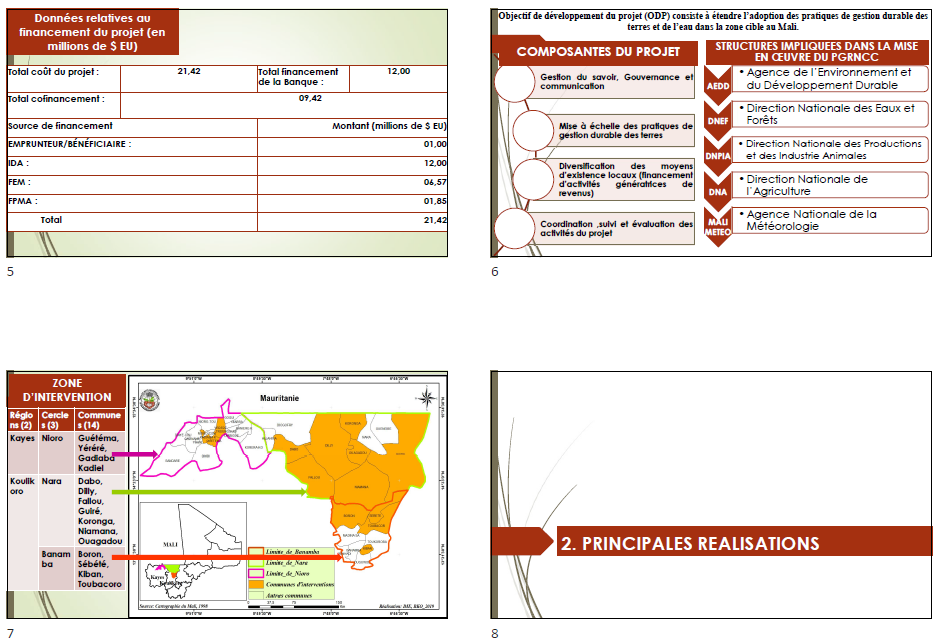 Données relatives au
financement du projet (en
millions de $ EU)
Total coût du projet : 21,42 Total financement de la Banque : 12,00
Total cofinancement : 09,42
Source de financement Montant (millions de $ EU)
EMPRUNTEUR/BÉNÉFICIAIRE : 01,00
IDA : 12,00
FEM : 06,57
FPMA : 01,85
Total 21,42
5
Objectif de développement du projet (ODP) consiste à étendre l'adoption des pratiques de gestion durable des
terres et de l'eau dans la zone cible au Mali.
COMPOSANTES DU PROJET
Gestion du savoir, Gouvernance et
communication
Mise à échelle des pratiques de
gestion durable des terres
Diversification des moyens
d'existence locaux (financement
d'activités génératrices de
revenus)
Coordination ,suivi et évaluation des
activités du projet
STRUCTURES IMPLIQUEES DANS LA MISE
EN ŒUVRE DU PGRNCC
AEDD
• Agence de l'Environnement et
du Développement Durable
DNEF
• Direction Nationale des Eaux et
Forêts
DNPIA
• Direction Nationale des Productions
et des Industrie Animales
DNA
• Direction Nationale de
l'Agriculture
MALI
METEO
• Agence Nationale de la
Météorologie
6
ZONE
D'INTERVENTION
Régio
ns (2)
Cercle
s (3)
Commune
s (14)
Kayes
Nioro
Guétéma,
Yéréré,
Gadiaba
Kadiel
Koulik
oro
Nara
Dabo,
Dilly,
Fallou,
Guiré,
Koronga,
Niamana,
Ouagadou
Banam
ba
Boron,
Sébété,
Kiban,
Toubacoro
Mauritanie
MALI
Kayes
Limite_de_Banamba
Limite_de_Nara
Limite_de_Nioro
Communes d'interventions
Autres communes
Source: Cartographie du Mali, 1998
7
2. PRINCIPALES REALISATIONS
8